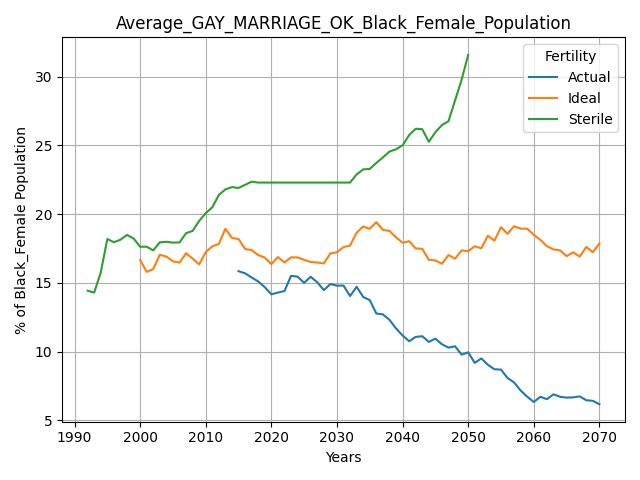 Average_GAY_MARRIAGE_OK_Black_Female_Population
% of Black_Female Population
30
25
20
15
10
5
Fertility
Actual
Ideal
Sterile
1990 2000 2010 2020 2030 2040 2050 2060 2070
Years